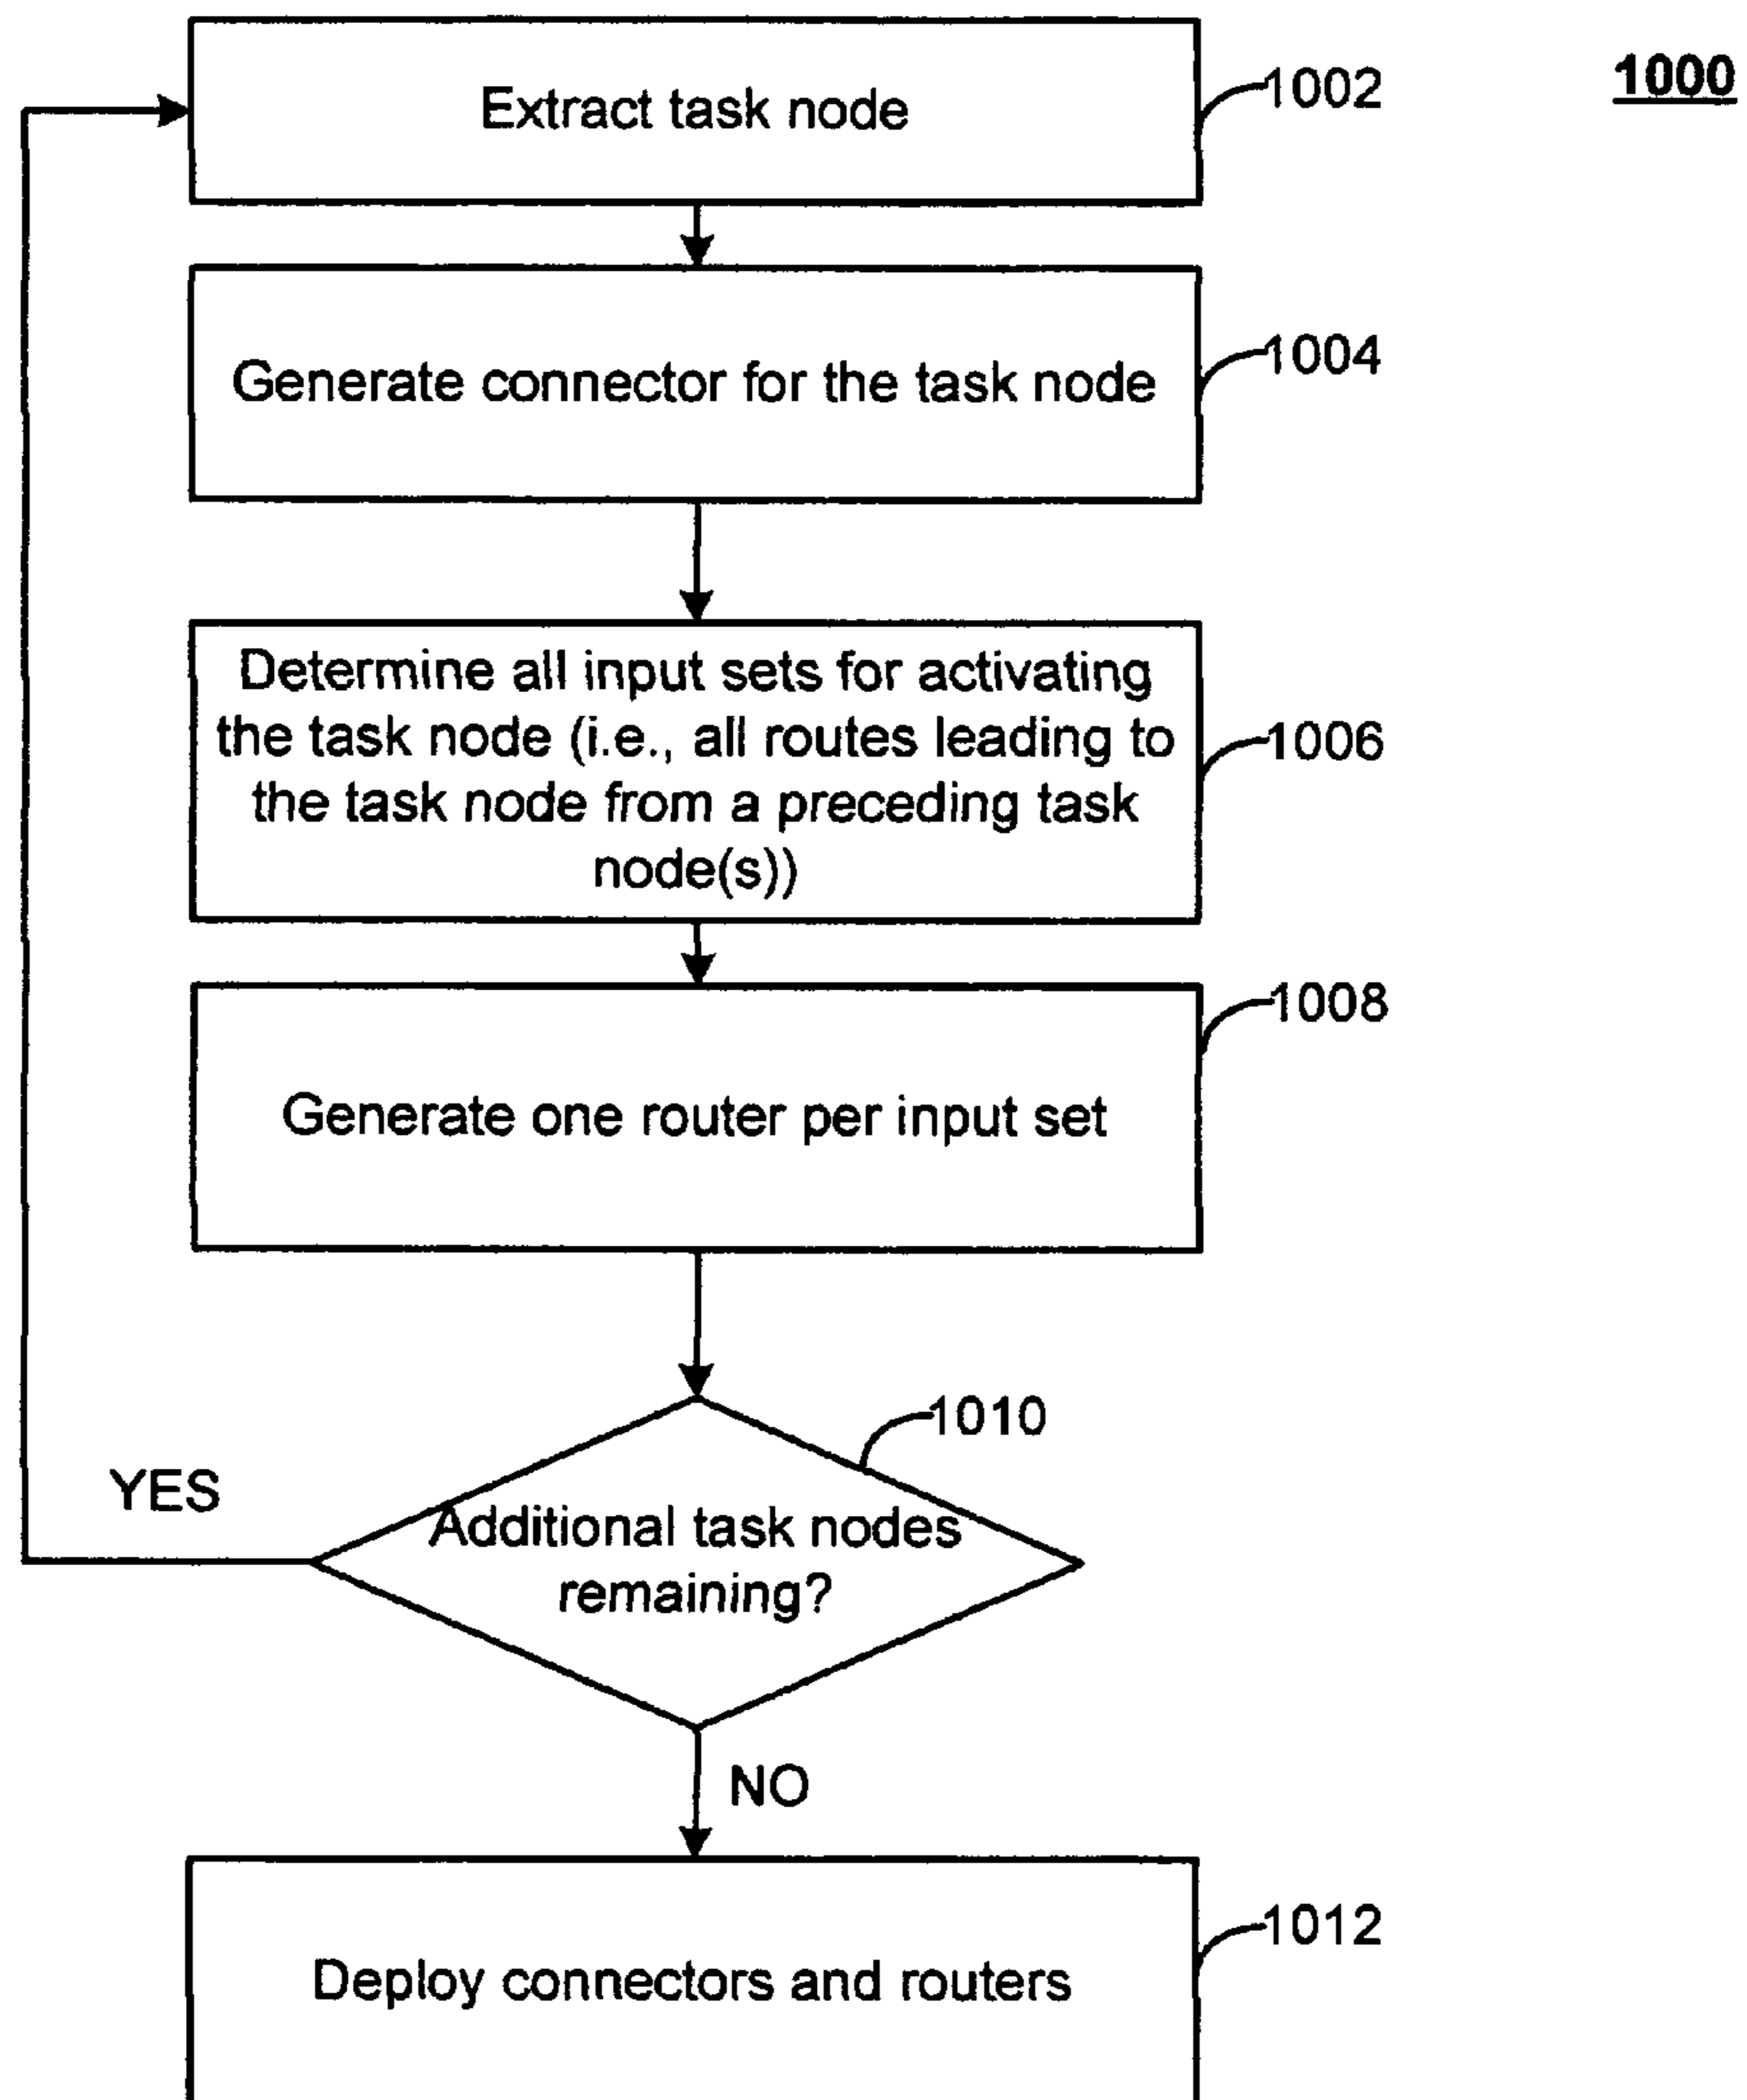 1000
Extract task node
1002
Generate connector for the task node
1004
Determine all input sets for activating
the task node (i.e., all routes leading to
the task node from a preceding task
node(s))
1006
Generate one router per input set
1008
Additional task nodes
remaining?
1010
YES
NO
Deploy connectors and routers
1012